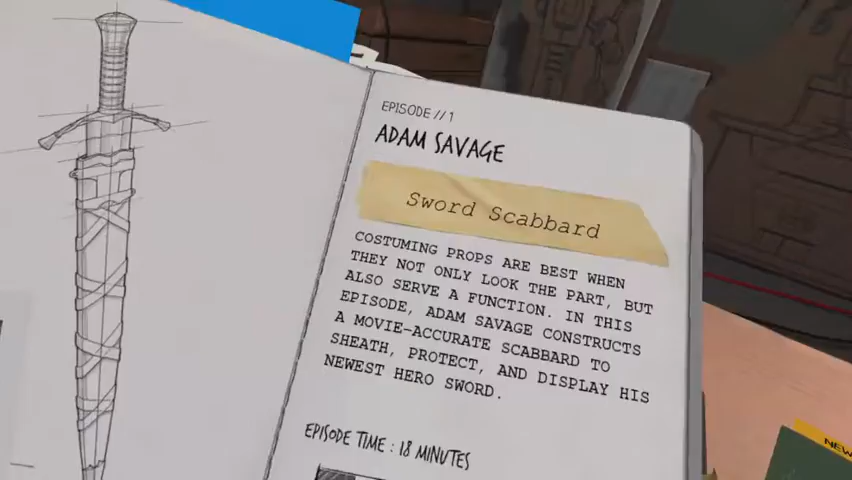 EPISODE // 1
ADAM SAVAGE
Sword Scabbard
COSTUMING PROPS ARE BEST WHEN
THEY NOT ONLY LOOK THE PART, BUT
ALSO SERVE A FUNCTION. IN THIS
EPISODE, ADAM SAVAGE CONSTRUCTS
A MOVIE-ACCURATE SCABBARD TO
SHEATH, PROTECT, AND DISPLAY HIS
NEWEST HERO SWORD.
EPISODE TIME : 18 MINUTES
NEW